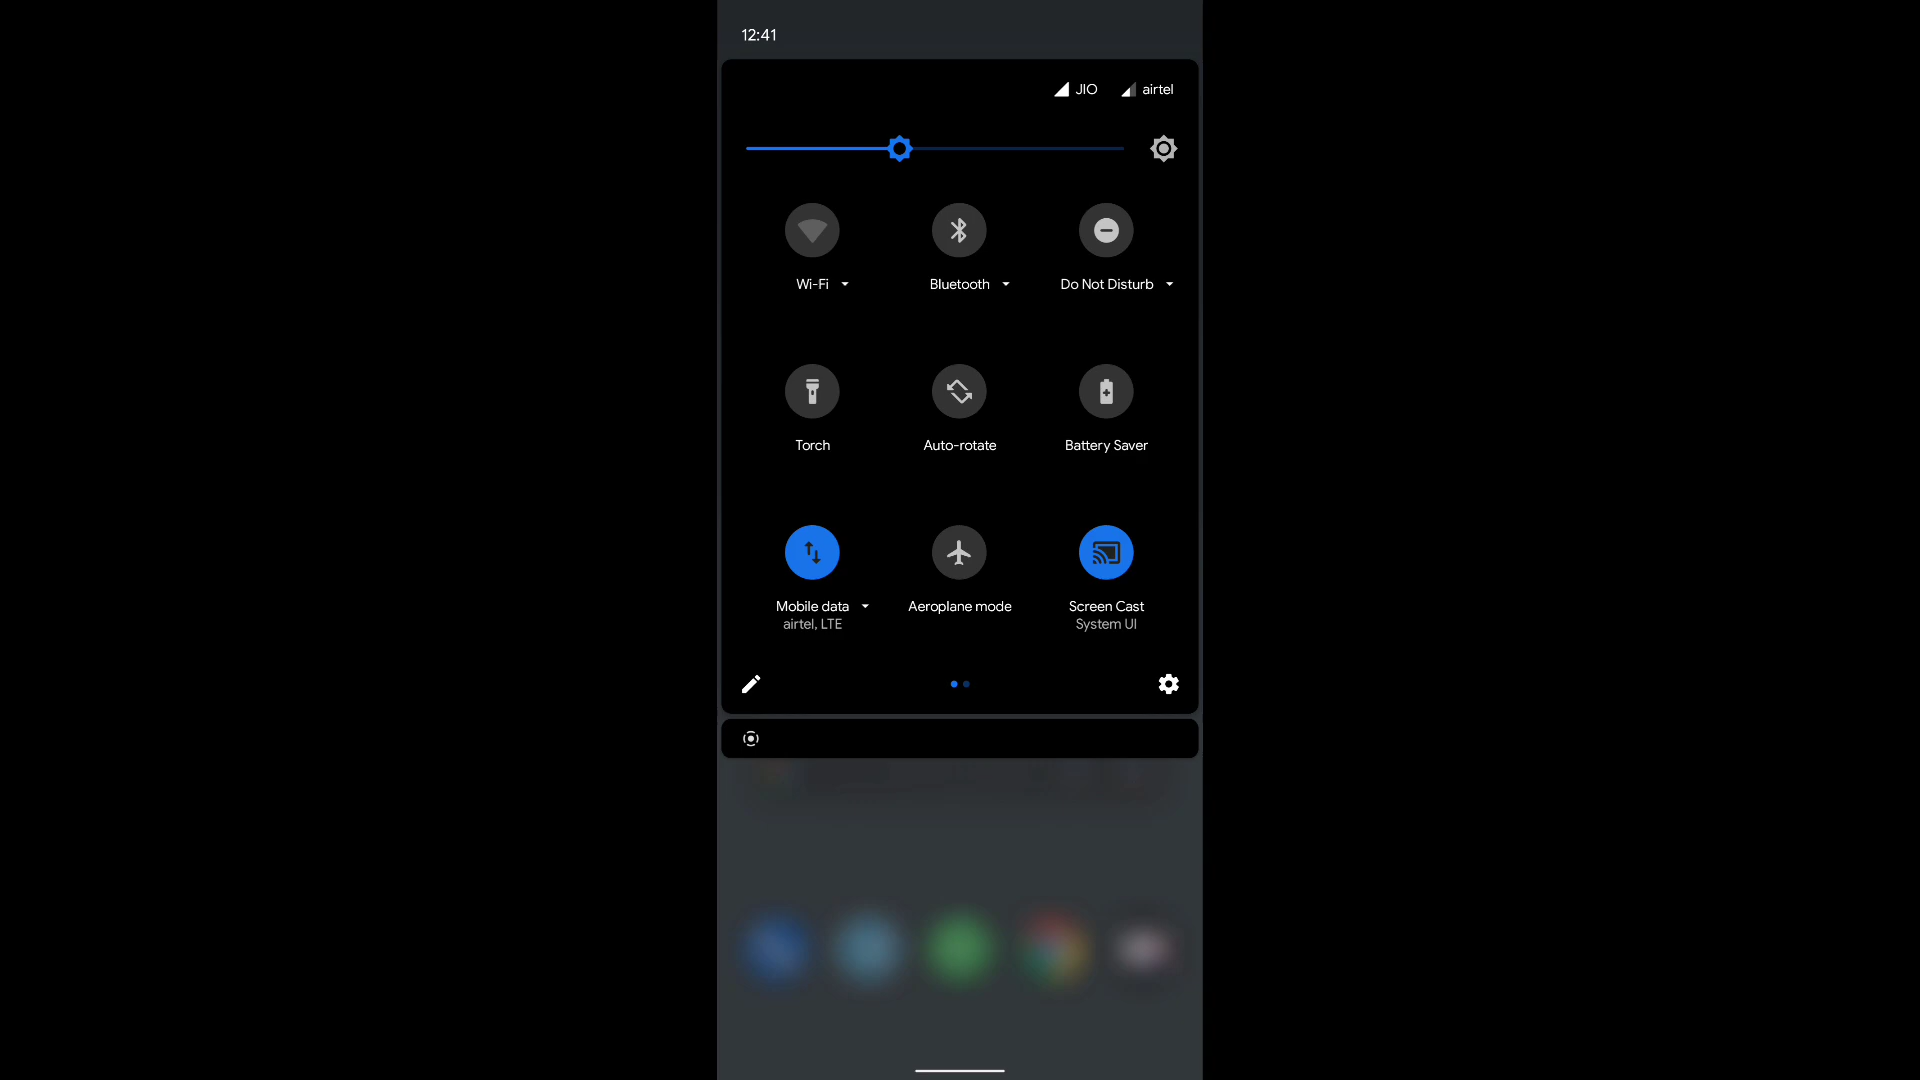 12:41
JIO airtel
Wi-Fi Bluetooth Do Not Disturb
Torch Auto-rotate Battery Saver
Mobile data Aeroplane mode Screen Cast
airtel, LTE System UI